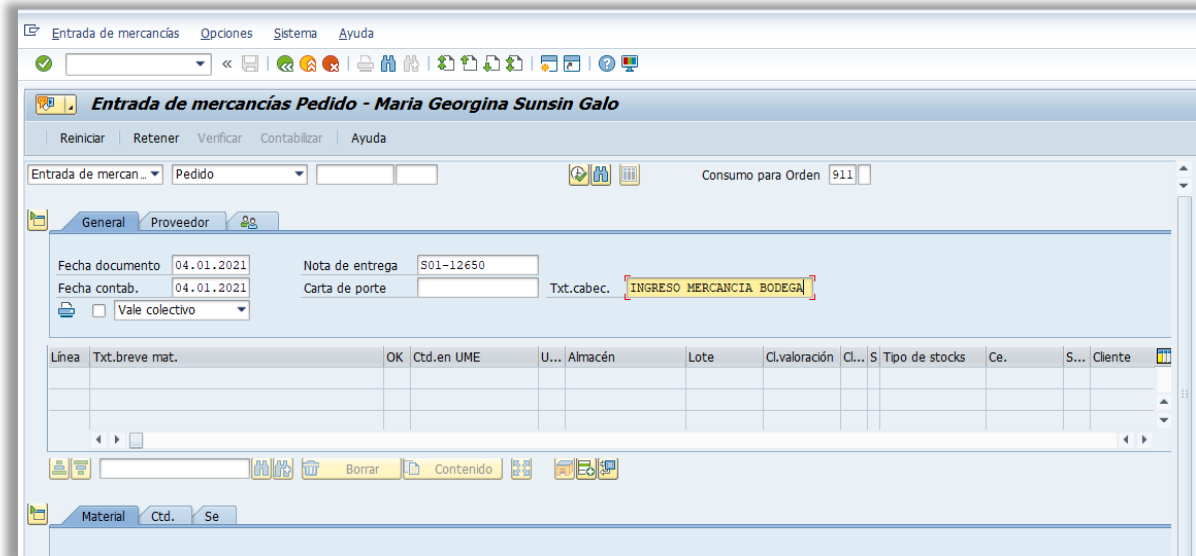 Entrada de mercancías Opciones Sistema Ayuda
Entrada de mercancías Pedido - Maria Georgina Sunsin Galo
Reiniciar Retener Verificar Contabilizar Ayuda
Entrada de mercan... Pedido Consumo para Orden 911
General Proveedor
Fecha documento 04.01.2021 Nota de entrega S01-12650
Fecha contab. 04.01.2021 Carta de porte Txt.cabec. INGRESO MERCANCIA BODEGA
Vale colectivo
Línea Txt.breve mat. OK Ctd.en UME U... Almacén Lote Cl.valoración Cl... S Tipo de stocks Ce. S... Cliente
Borrar Contenido
Material Ctd. Se